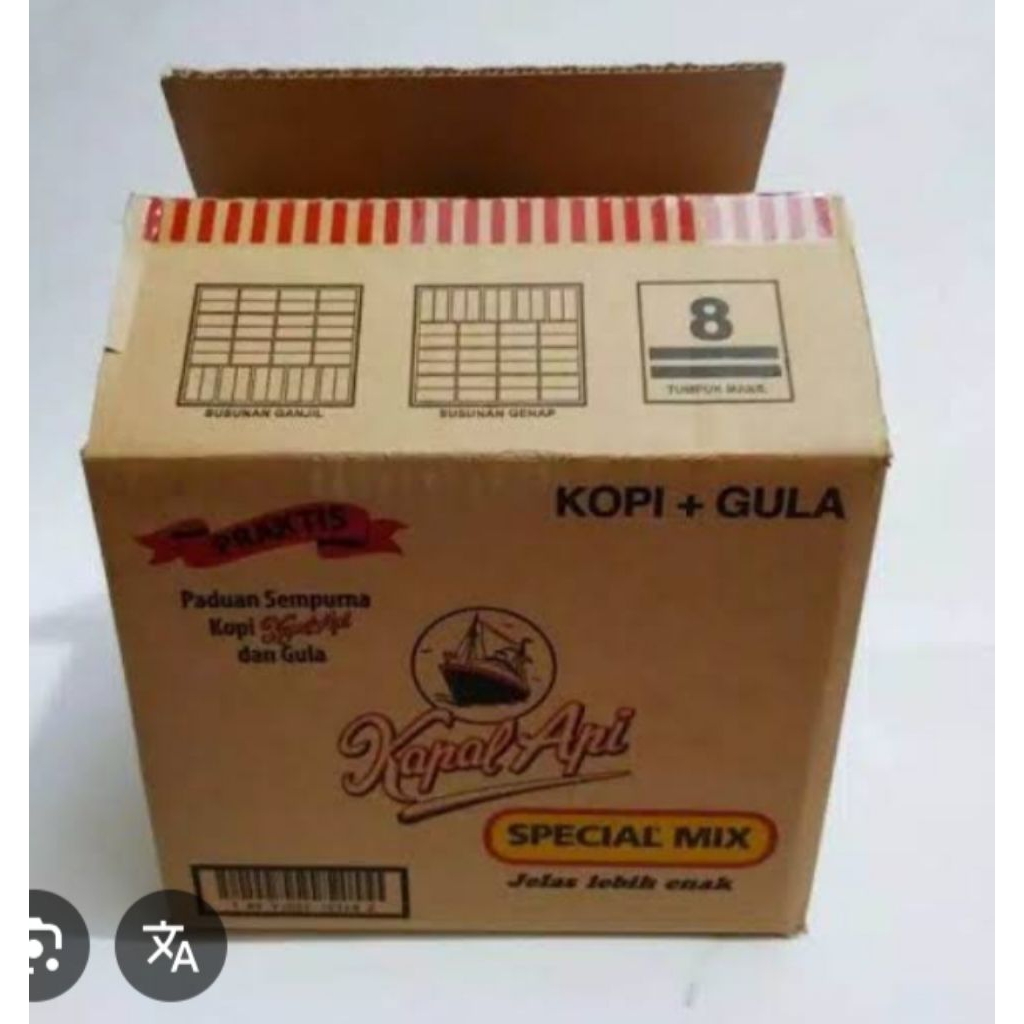 SUSUNAN GANJIL
SUSUNAN GENAP
8
TUMPUK MAKS.
KOPI + GULA
PRAKTIS
Paduan Sempurna
Kopi Kapal Api
dan Gula
Kapal Api
SPECIAL MIX
Jelas lebih enak